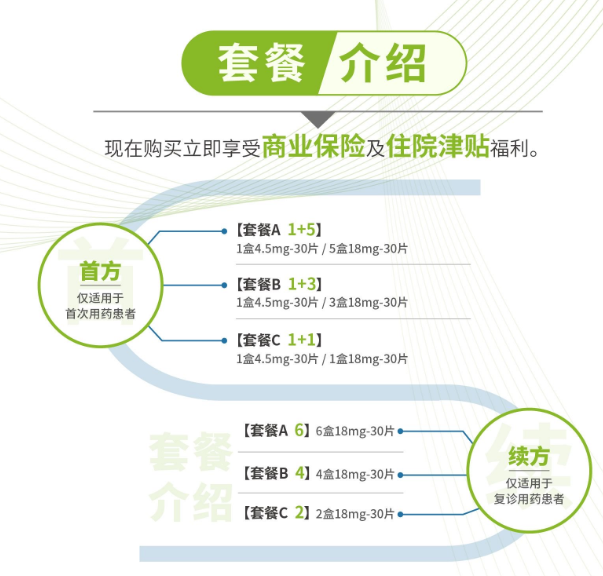 套餐介绍
现在购买立即享受商业保险及住院津贴福利。
首
首方
仅适用于
首次用药患者
【套餐A 1+5】
1盒4.5mg-30片 / 5盒18mg-30片
【套餐B 1+3】
1盒4.5mg-30片 / 3盒18mg-30片
【套餐C 1+1】
1盒4.5mg-30片 / 1盒18mg-30片
套餐
介绍
【套餐A 6】6盒18mg-30片
【套餐B 4】4盒18mg-30片
【套餐C 2】2盒18mg-30片
续
续方
仅适用于
复诊用药患者